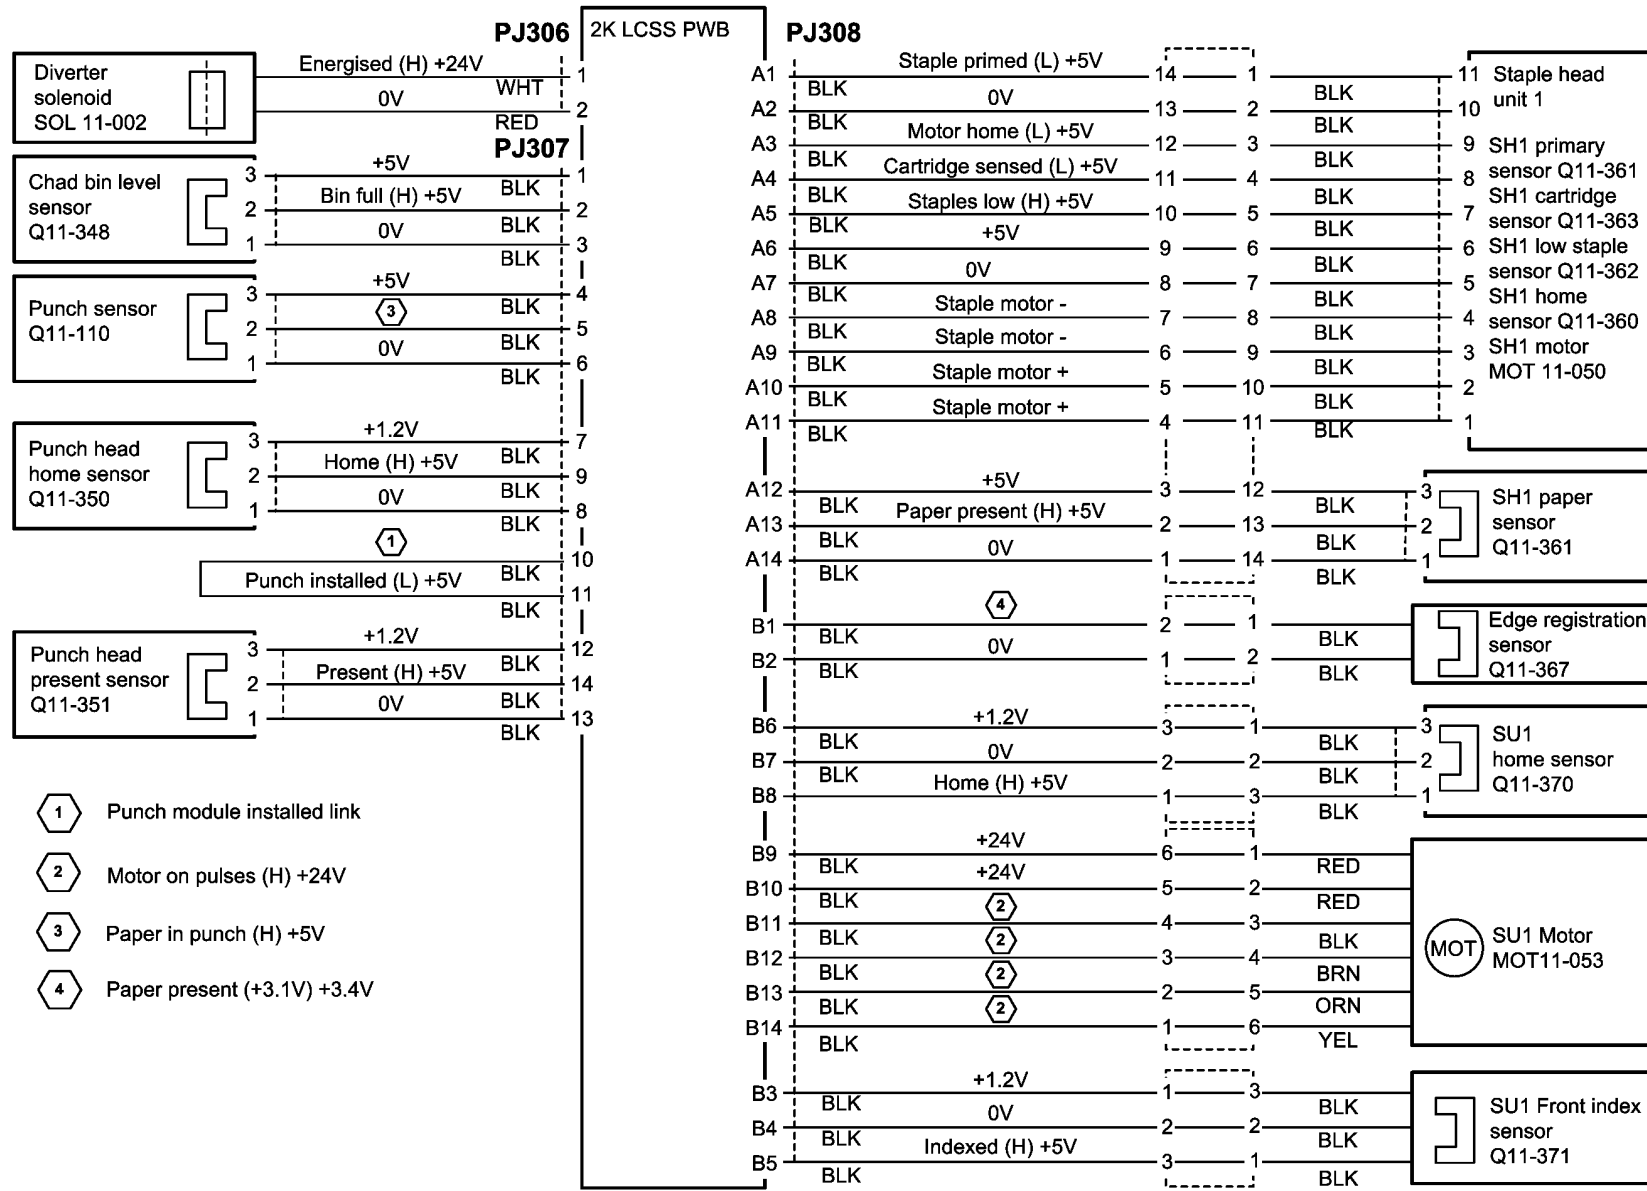 PJ306
2K LCSS PWB
PJ308
Diverter
solenoid
SOL 11-002
Energised (H) +24V
WHT
1
0V
RED
2
PJ307
Chad bin level
sensor
Q11-348
3 +5V BLK 1
2 Bin full (H) +5V BLK 2
1 0V BLK 3
Punch sensor
Q11-110
3 +5V BLK 4
2 3 BLK 5
1 0V BLK 6
Punch head
home sensor
Q11-350
3 +1.2V BLK 7
2 Home (H) +5V BLK 9
1 0V BLK 8
1
BLK 10
Punch installed (L) +5V
BLK 11
Punch head
present sensor
Q11-351
3 +1.2V BLK 12
2 Present (H) +5V BLK 14
1 0V BLK 13
1 Punch module installed link
2 Motor on pulses (H) +24V
3 Paper in punch (H) +5V
4 Paper present (+3.1V) +3.4V
A1 BLK Staple primed (L) +5V 14 1 BLK 11
A2 BLK 0V 13 2 BLK 10
A3 BLK Motor home (L) +5V 12 3 BLK 9
A4 BLK Cartridge sensed (L) +5V 11 4 BLK 8
A5 BLK Staples low (H) +5V 10 5 BLK 7
A6 BLK +5V 9 6 BLK 6
A7 BLK 0V 8 7 BLK 5
A8 BLK Staple motor - 7 8 BLK 4
A9 BLK Staple motor - 6 9 BLK 3
A10 BLK Staple motor + 5 10 BLK 2
A11 BLK Staple motor + 4 11 BLK 1
Staple head
unit 1
SH1 primary
sensor Q11-361
SH1 cartridge
sensor Q11-363
SH1 low staple
sensor Q11-362
SH1 home
sensor Q11-360
SH1 motor
MOT 11-050
A12 BLK +5V 3 12 BLK 3
A13 BLK Paper present (H) +5V 2 13 BLK 2
A14 BLK 0V 1 14 BLK 1
SH1 paper
sensor
Q11-361
B1 BLK 4 2 1 BLK
B2 BLK 0V 1 2 BLK
Edge registration
sensor
Q11-367
B6 BLK +1.2V 3 1 BLK 3
B7 BLK 0V 2 2 BLK 2
B8 Home (H) +5V 1 3 BLK 1
SU1
home sensor
Q11-370
B9 BLK +24V 6 1 RED
B10 BLK +24V 5 2 RED
B11 BLK 2 4 3 BLK
B12 BLK 2 3 4 BRN
B13 BLK 2 2 5 ORN
B14 BLK 2 1 6 YEL
MOT
SU1 Motor
MOT11-053
B3 BLK +1.2V 1 3 BLK
B4 BLK 0V 2 2 BLK
B5 BLK Indexed (H) +5V 3 1 BLK
SU1 Front index
sensor
Q11-371